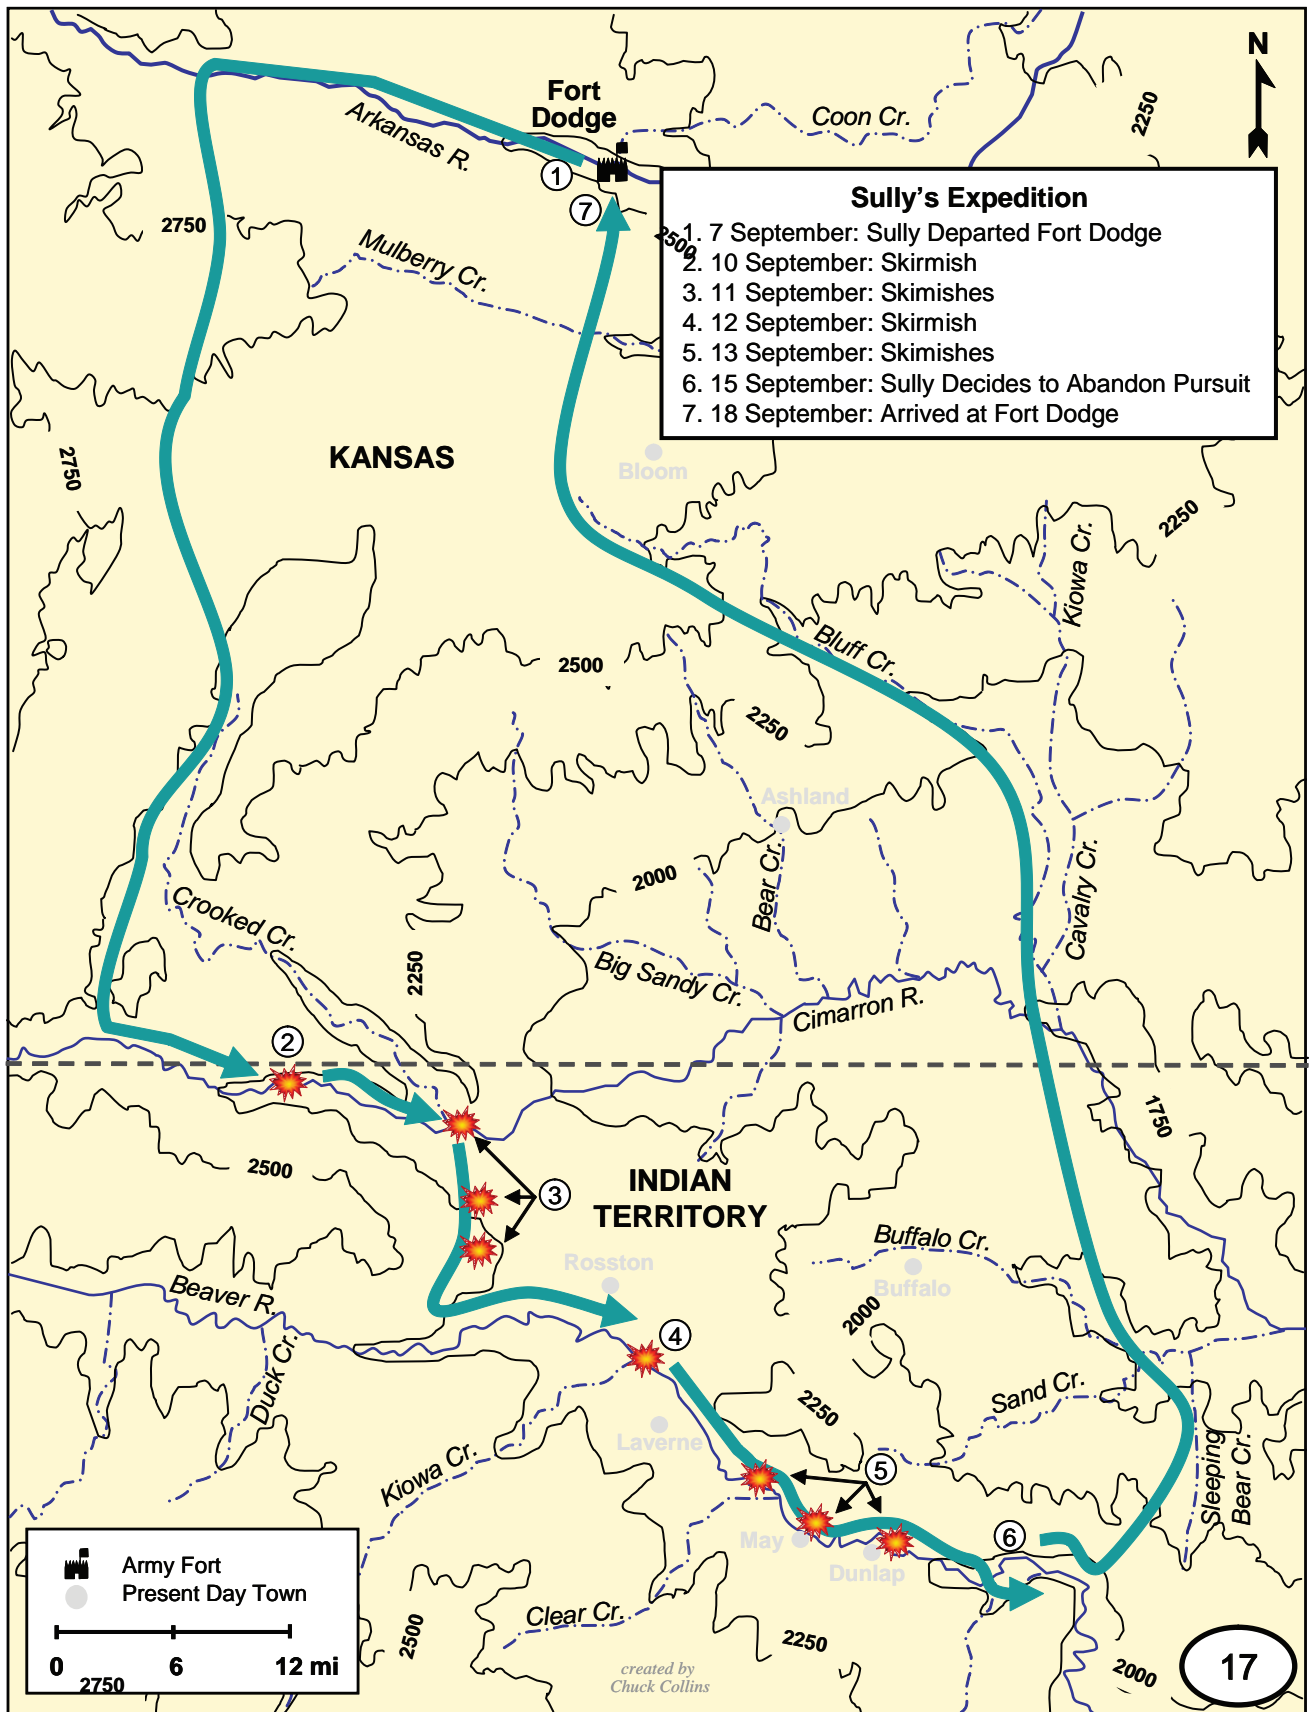 N
Fort
Dodge
Coon Cr.
2250
Arkansas R.
1
7
2750
Mulberry Cr.
2500
Sully's Expedition
1. 7 September: Sully Departed Fort Dodge
2. 10 September: Skirmish
3. 11 September: Skimishes
4. 12 September: Skirmish
5. 13 September: Skimishes
6. 15 September: Sully Decides to Abandon Pursuit
7. 18 September: Arrived at Fort Dodge
KANSAS
2750
Bloom
2250
Kiowa Cr.
Bluff Cr.
2500
2250
Ashland
2000
Bear Cr.
Cavalry Cr.
Crooked Cr.
2250
Big Sandy Cr.
Cimarron R.
2
1750
2500
INDIAN
TERRITORY
3
Buffalo Cr.
Rosston
Buffalo
Beaver R.
2000
4
Duck Cr.
Sand Cr.
2250
Laverne
Sleeping
Bear Cr.
Kiowa Cr.
5
6
May
Dunlap
Army Fort
Present Day Town
0 6 12 mi
2750
2500
Clear Cr.
2250
created by
Chuck Collins
2000
17